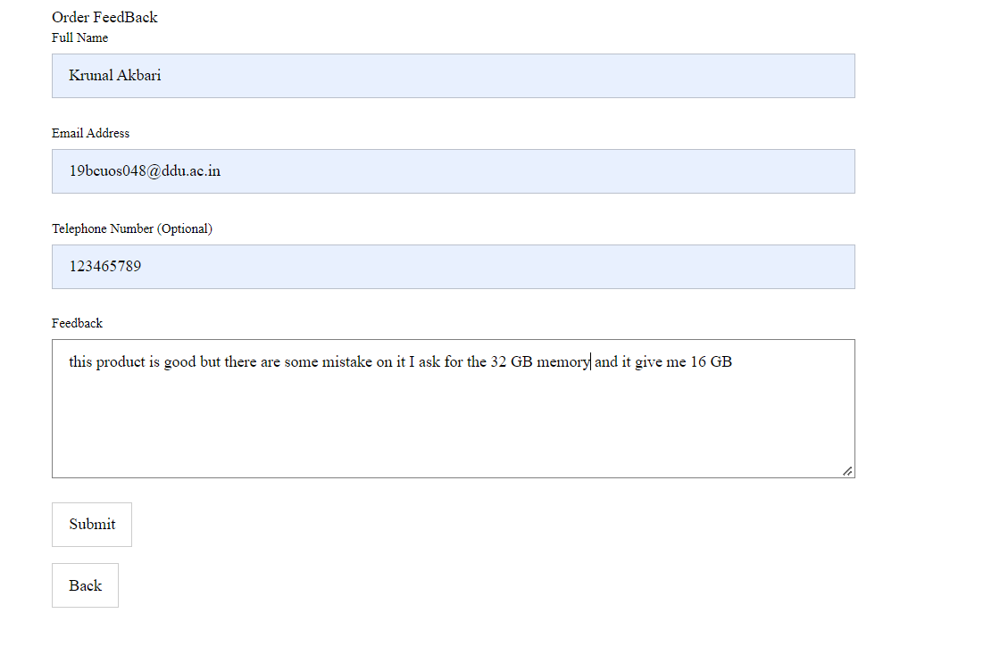 Order FeedBack
Full Name
Krunal Akbari
Email Address
19bcuos048@ddu.ac.in
Telephone Number (Optional)
123465789
Feedback
this product is good but there are some mistake on it I ask for the 32 GB memory and it give me 16 GB
Submit
Back